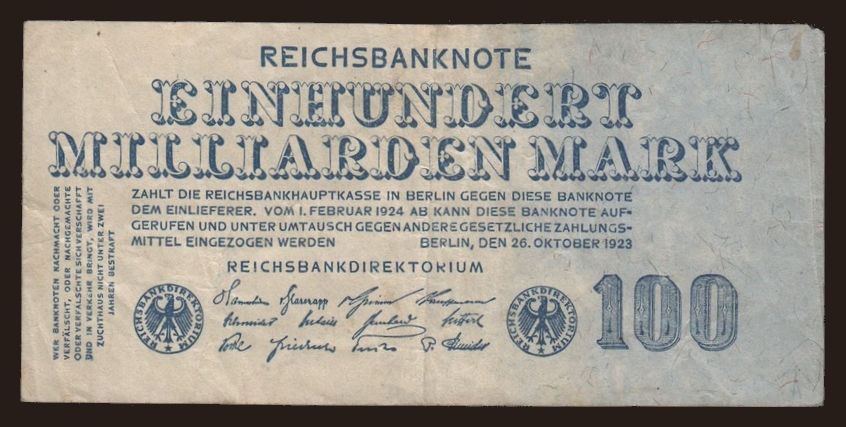 REICHSBANKNOTE
EINHUNDERT
MILLIARDEN MARK
ZAHLT DIE REICHSBANKHAUPTKASSE IN BERLIN GEGEN DIESE BANKNOTE
DEM EINLIEFERER. VOM 1. FEBRUAR 1924 AB KANN DIESE BANKNOTE AUF-
GERUFEN UND UNTER UMTAUSCH GEGEN ANDERE GESETZLICHE ZAHLUNGS-
MITTEL EINGEZOGEN WERDEN BERLIN, DEN 26. OKTOBER 1923
REICHSBANKDIREKTORIUM
WER BANKNOTEN NACHMACHT ODER
VERFÄLSCHT, ODER NACHGEMACHTE
ODER VERFÄLSCHTE SICH VERSCHAFFT
UND IN VERKEHR BRINGT, WIRD MIT
ZUCHTHAUS NICHT UNTER ZWEI
JAHREN BESTRAFT
REICHSBANKDIREKTORIUM
REICHSBANKDIREKTORIUM
100